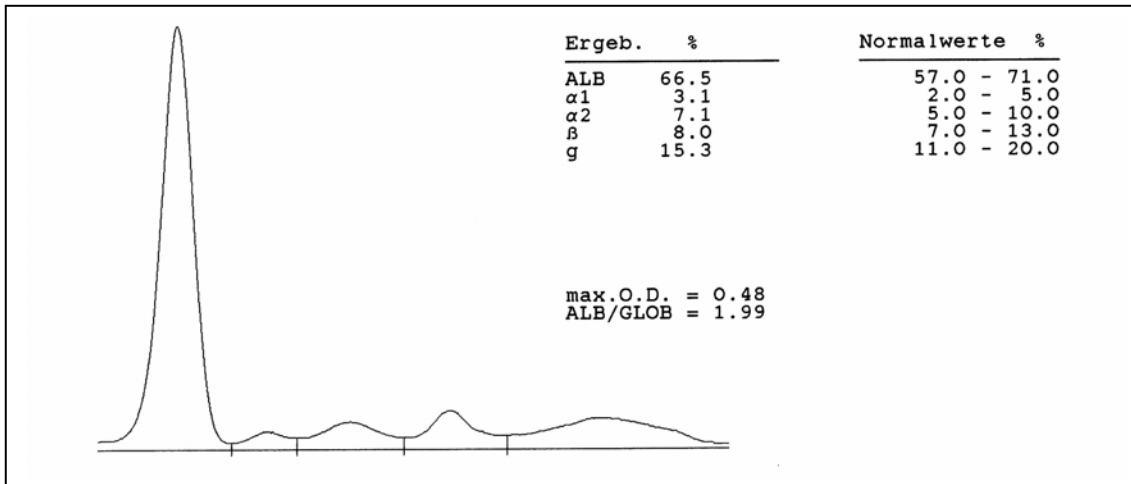 Ergeb. %
ALB 66.5
α1 3.1
α2 7.1
ß 8.0
g 15.3
Normalwerte %
57.0 - 71.0
2.0 - 5.0
5.0 - 10.0
7.0 - 13.0
11.0 - 20.0
max.O.D. = 0.48
ALB/GLOB = 1.99